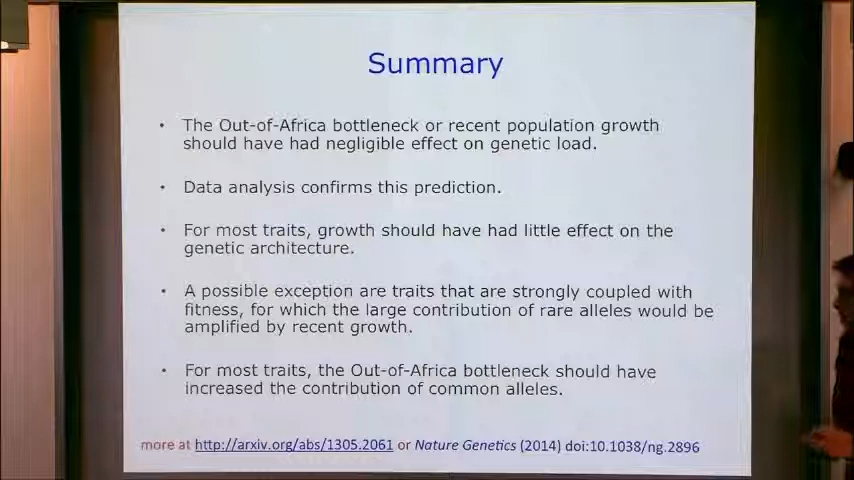 Summary
• The Out-of-Africa bottleneck or recent population growth
should have had negligible effect on genetic load.
• Data analysis confirms this prediction.
• For most traits, growth should have had little effect on the
genetic architecture.
• A possible exception are traits that are strongly coupled with
fitness, for which the large contribution of rare alleles would be
amplified by recent growth.
• For most traits, the Out-of-Africa bottleneck should have
increased the contribution of common alleles.
more at http://arxiv.org/abs/1305.2061 or Nature Genetics (2014) doi:10.1038/ng.2896